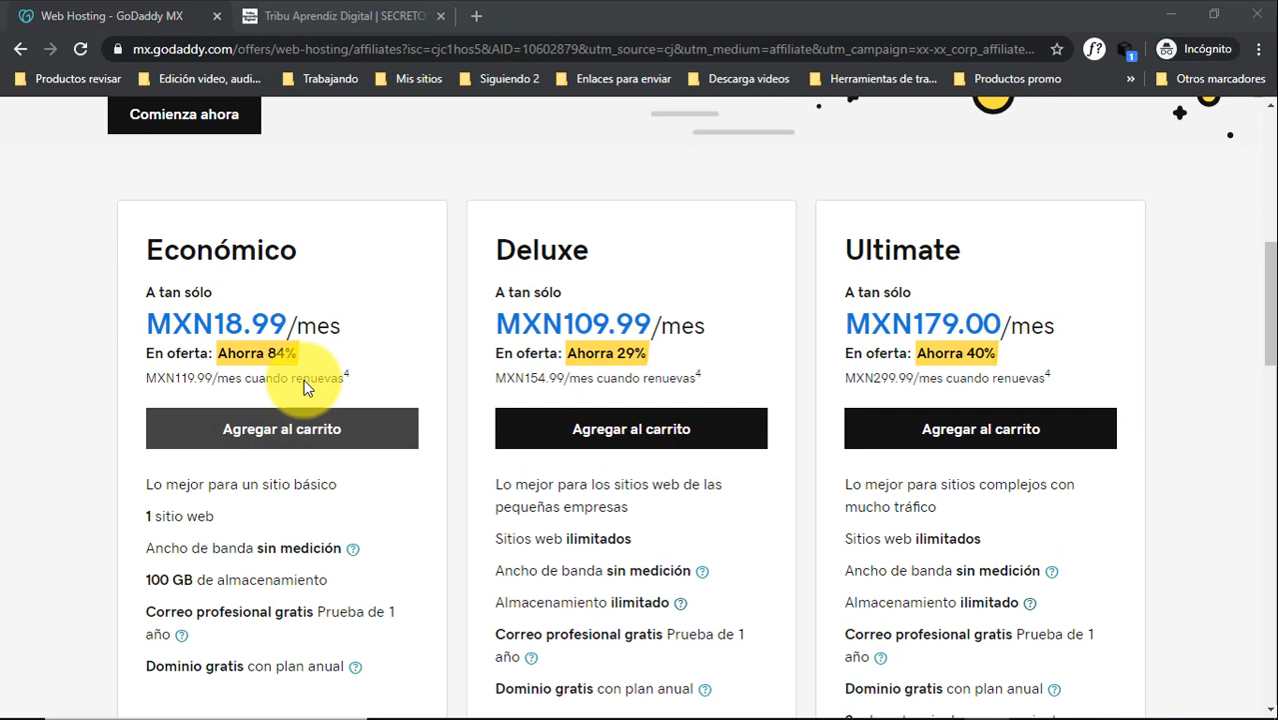 Web Hosting - GoDaddy MX
Tribu Aprendiz Digital | SECRETO
mx.godaddy.com/offers/web-hosting/affiliates?isc=cjc1hos5&AID=10602879&utm_source=cj&utm_medium=affiliate&utm_campaign=xx-xx_corp_affiliate...
f?
1
Incógnito
Productos revisar
Edición video, audi...
Trabajando
Mis sitios
Siguiendo 2
Enlaces para enviar
Descarga videos
Herramientas de tra...
Productos promo
»
Otros marcadores
Comienza ahora
Económico
A tan sólo
MXN18.99/mes
En oferta: Ahorra 84%
MXN119.99/mes cuando renuevas4
Agregar al carrito
Lo mejor para un sitio básico
1 sitio web
Ancho de banda sin medición ?
100 GB de almacenamiento
Correo profesional gratis Prueba de 1
año ?
Dominio gratis con plan anual ?
Deluxe
A tan sólo
MXN109.99/mes
En oferta: Ahorra 29%
MXN154.99/mes cuando renuevas4
Agregar al carrito
Lo mejor para los sitios web de las
pequeñas empresas
Sitios web ilimitados
Ancho de banda sin medición ?
Almacenamiento ilimitado ?
Correo profesional gratis Prueba de 1
año ?
Dominio gratis con plan anual ?
Ultimate
A tan sólo
MXN179.00/mes
En oferta: Ahorra 40%
MXN299.99/mes cuando renuevas4
Agregar al carrito
Lo mejor para sitios complejos con
mucho tráfico
Sitios web ilimitados
Ancho de banda sin medición ?
Almacenamiento ilimitado ?
Correo profesional gratis Prueba de 1
año ?
Dominio gratis con plan anual ?